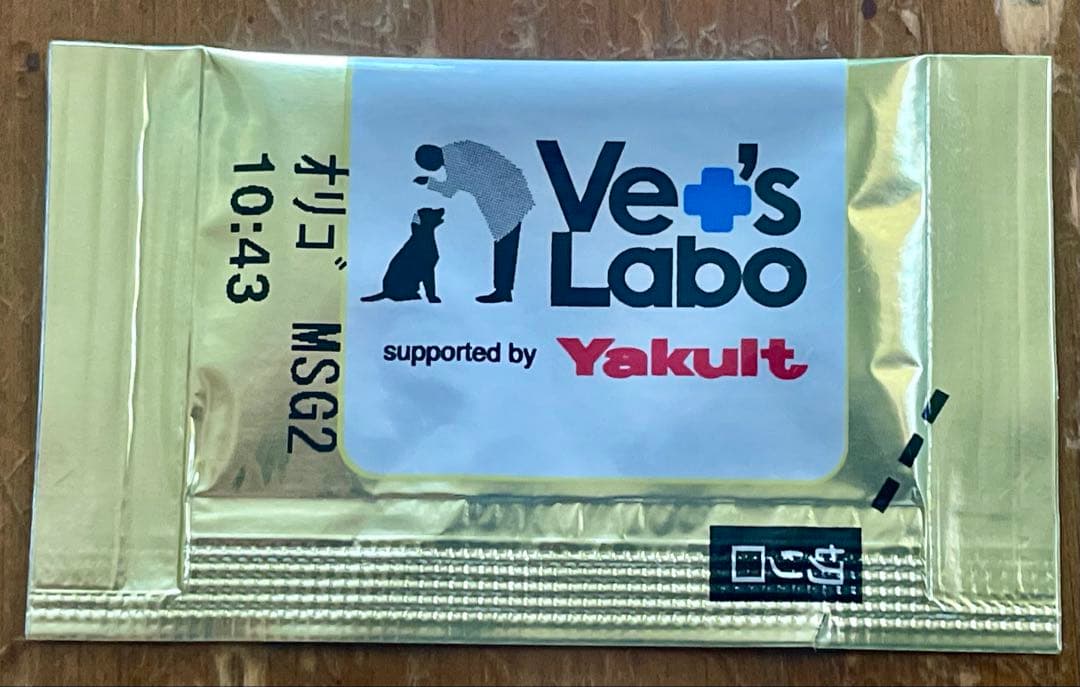 Vet's
Labo
supported by Yakult
オリゴ MSG2
10:43
切り口